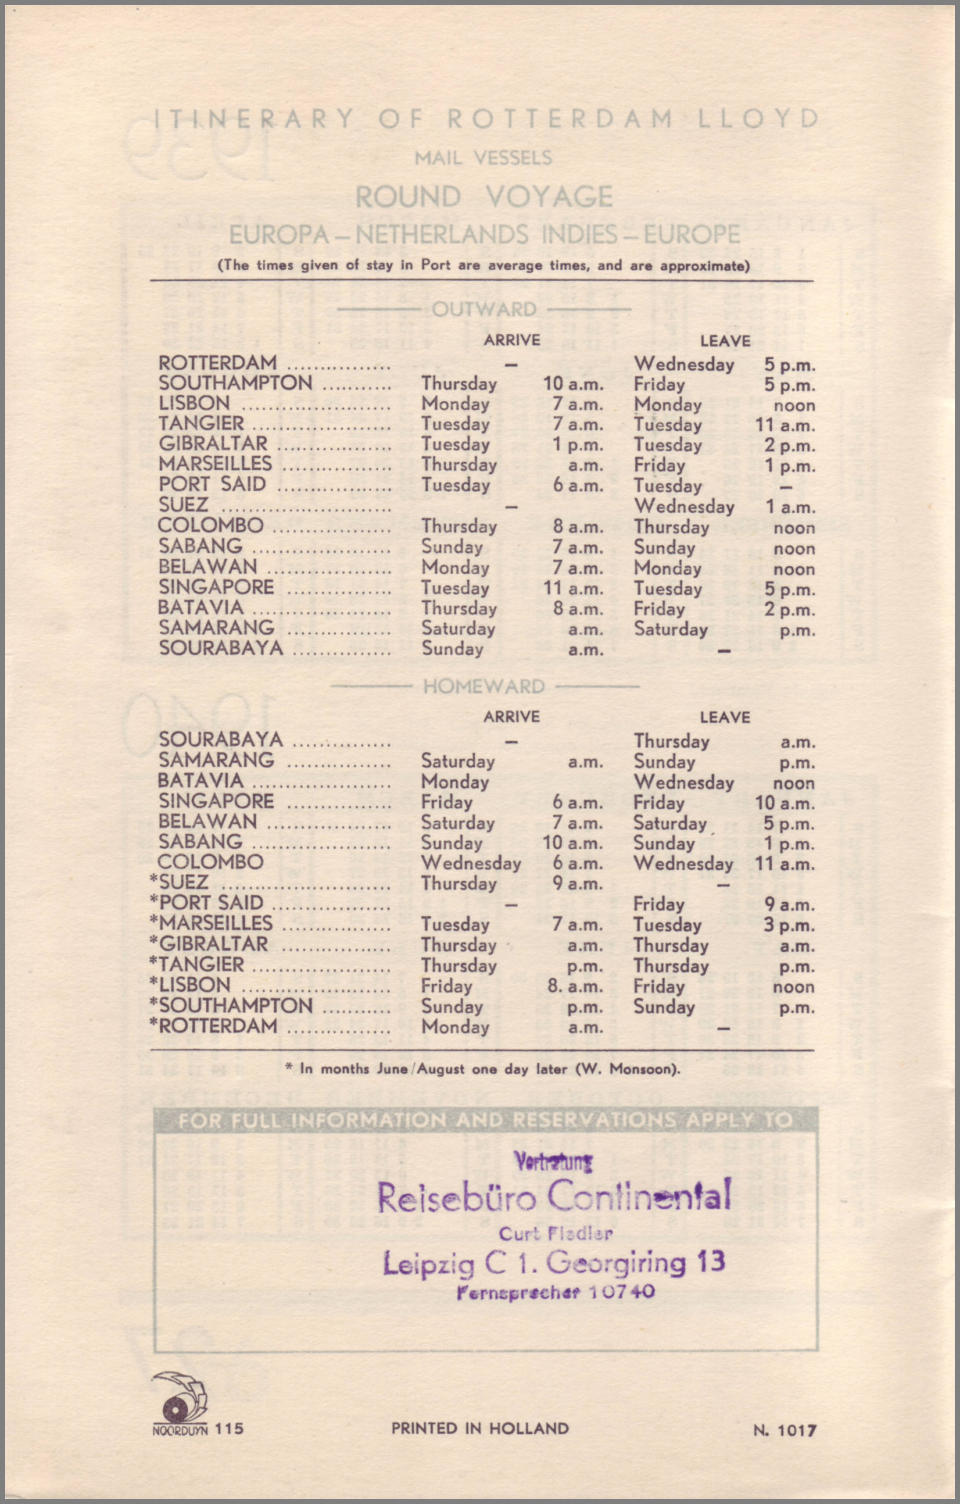 ITINERARY OF ROTTERDAM LLOYD
MAIL VESSELS
ROUND VOYAGE
EUROPA – NETHERLANDS INDIES – EUROPE
(The times given of stay in Port are average times, and are approximate)
OUTWARD
ARRIVE LEAVE
ROTTERDAM ................ – Wednesday 5 p.m.
SOUTHAMPTON ........... Thursday 10 a.m. Friday 5 p.m.
LISBON ....................... Monday 7 a.m. Monday noon
TANGIER ..................... Tuesday 7 a.m. Tuesday 11 a.m.
GIBRALTAR ................. Tuesday 1 p.m. Tuesday 2 p.m.
MARSEILLES ................. Thursday a.m. Friday 1 p.m.
PORT SAID .................. Tuesday 6 a.m. Tuesday –
SUEZ .......................... – Wednesday 1 a.m.
COLOMBO .................. Thursday 8 a.m. Thursday noon
SABANG ..................... Sunday 7 a.m. Sunday noon
BELAWAN ................... Monday 7 a.m. Monday noon
SINGAPORE ................ Tuesday 11 a.m. Tuesday 5 p.m.
BATAVIA ..................... Thursday 8 a.m. Friday 2 p.m.
SAMARANG ................ Saturday a.m. Saturday p.m.
SOURABAYA ............... Sunday a.m. –
HOMEWARD
ARRIVE LEAVE
SOURABAYA ............... – Thursday a.m.
SAMARANG ................ Saturday a.m. Sunday p.m.
BATAVIA ..................... Monday Wednesday noon
SINGAPORE ................ Friday 6 a.m. Friday 10 a.m.
BELAWAN ................... Saturday 7 a.m. Saturday 5 p.m.
SABANG ..................... Sunday 10 a.m. Sunday 1 p.m.
COLOMBO Wednesday 6 a.m. Wednesday 11 a.m.
*SUEZ .......................... Thursday 9 a.m. –
*PORT SAID .................. – Friday 9 a.m.
*MARSEILLES ................. Tuesday 7 a.m. Tuesday 3 p.m.
*GIBRALTAR ................. Thursday a.m. Thursday a.m.
*TANGIER ..................... Thursday p.m. Thursday p.m.
*LISBON ....................... Friday 8. a.m. Friday noon
*SOUTHAMPTON ........... Sunday p.m. Sunday p.m.
*ROTTERDAM ................ Monday a.m. –
* In months June/August one day later (W. Monsoon).
FOR FULL INFORMATION AND RESERVATIONS APPLY TO
Vertretung
Reisebüro Continental
Curt Fiedler
Leipzig C 1. Georgiring 13
Fernsprecher 10740
NOORDUYN 115 PRINTED IN HOLLAND N. 1017